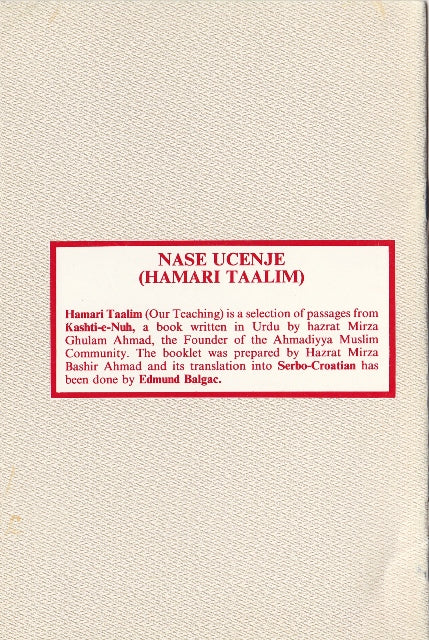 NASE UCENJE
(HAMARI TAALIM)
Hamari Taalim (Our Teaching) is a selection of passages from
Kashti-e-Nuh, a book written in Urdu by hazrat Mirza
Ghulam Ahmad, the Founder of the Ahmadiyya Muslim
Community. The booklet was prepared by Hazrat Mirza
Bashir Ahmad and its translation into Serbo-Croatian has
been done by Edmund Balgac.